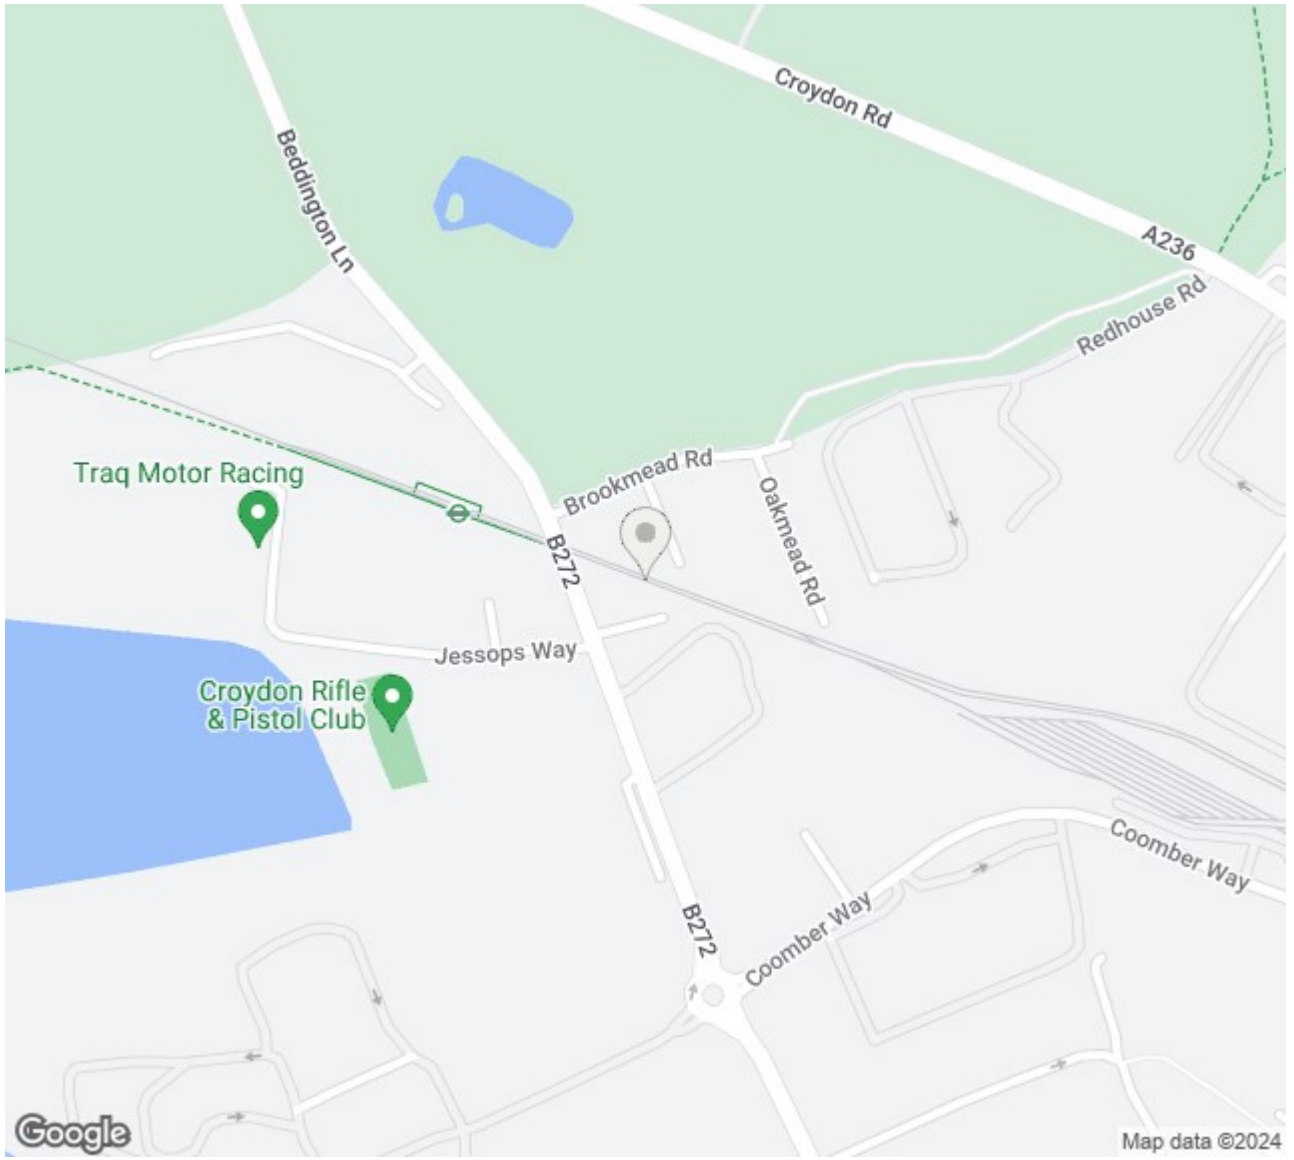 Croydon Rd
Beddington Ln
A236
Redhouse Rd
Brookmead Rd
Traq Motor Racing
Oakmead Rd
B272
Jessops Way
Croydon Rifle
& Pistol Club
Coomber Way
B272
Coomber Way
Google
Map data ©2024